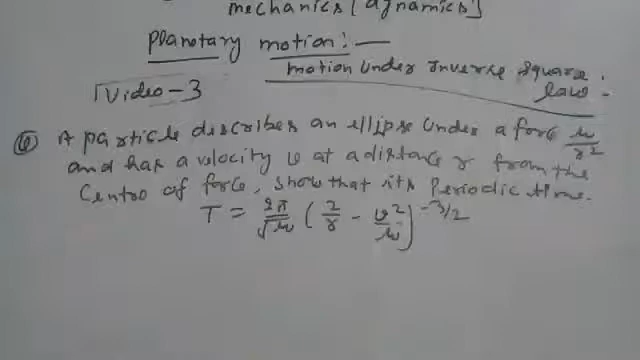 mechanics [dynamics]
Planetary motion:—
motion under inverse square law.
Video-3
⑥ A particle describes an ellipse under a force μ/r²
and has a velocity v at a distance r from the
Centre of force, show that its Periodic time.
T = 2π/√μ (2/r - v²/μ)^-3/2